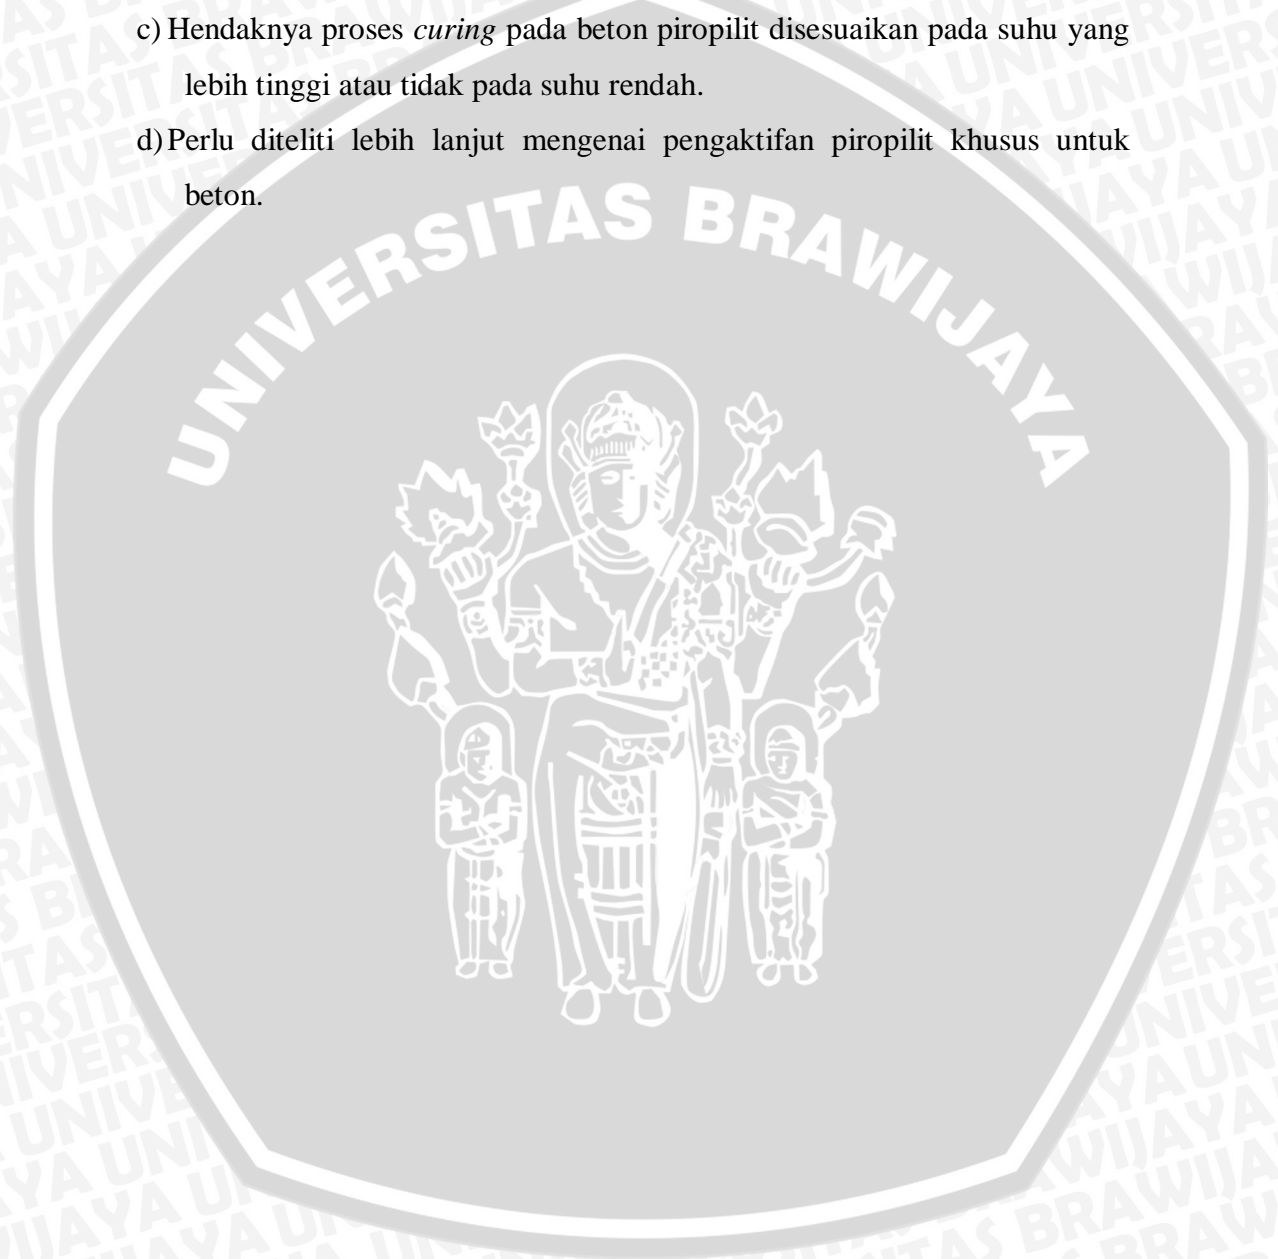 c) Hendaknya proses curing pada beton piropilit disesuaikan pada suhu yang
lebih tinggi atau tidak pada suhu rendah.
d) Perlu diteliti lebih lanjut mengenai pengaktifan piropilit khusus untuk
beton.
UNIVERSITAS BRAWIJAYA